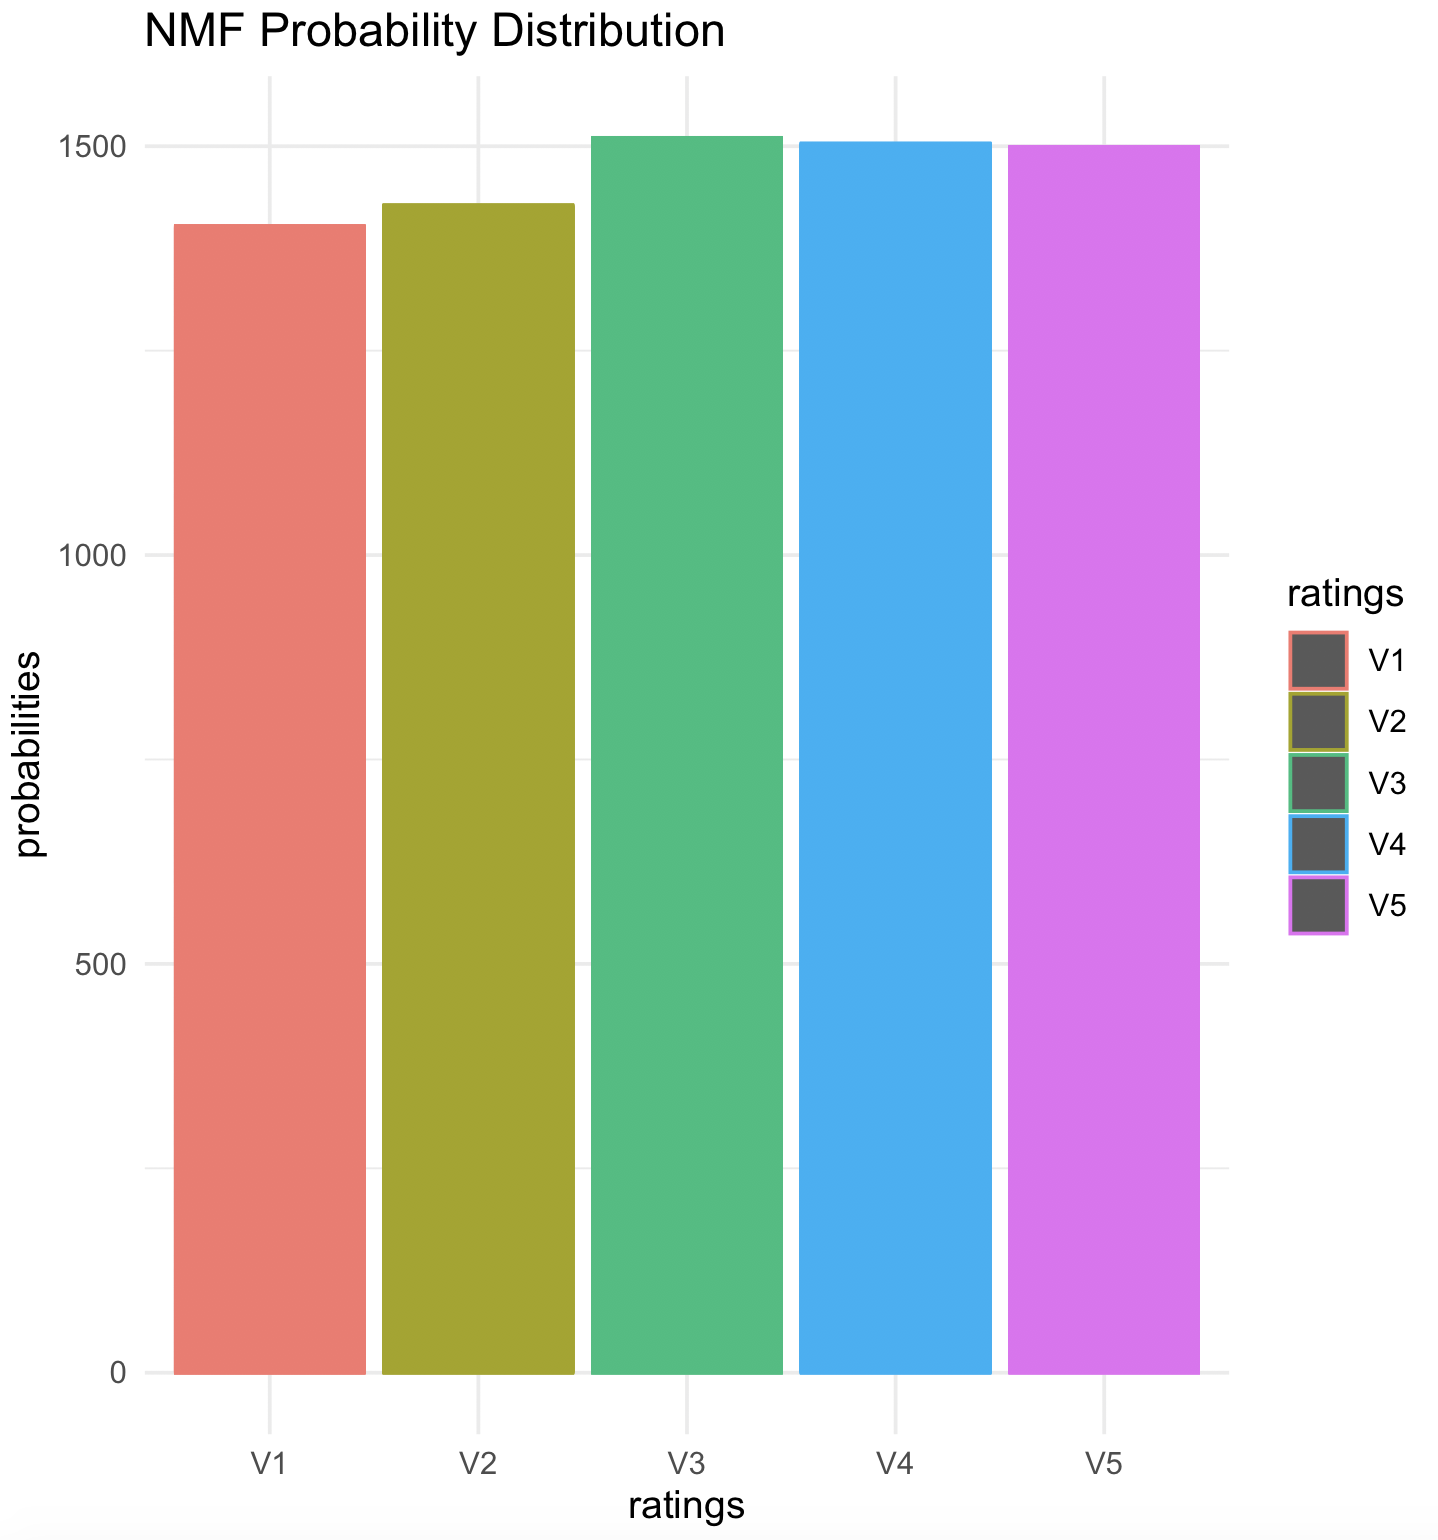 NMF Probability Distribution
1500
1000
500
0
probabilities
V1 V2 V3 V4 V5
ratings
ratings
V1
V2
V3
V4
V5